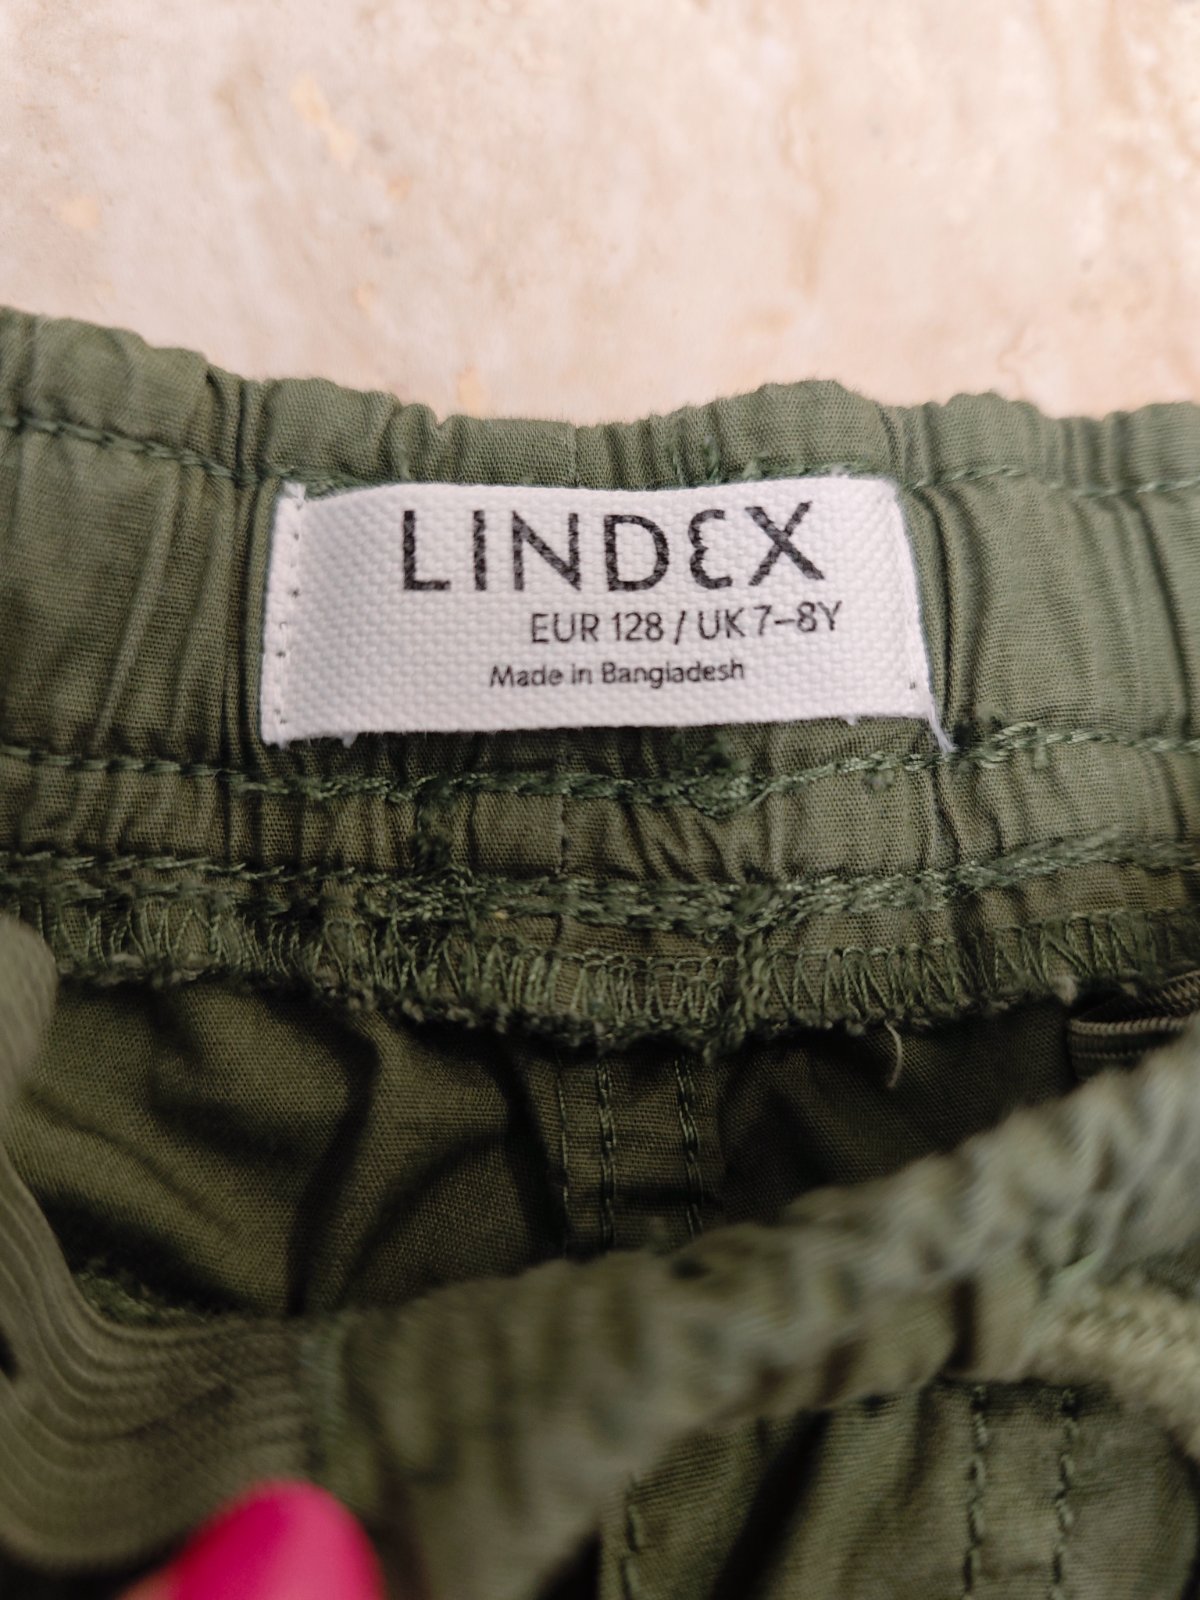 LINDEX
EUR 128 / UK 7–8Y
Made in Bangladesh